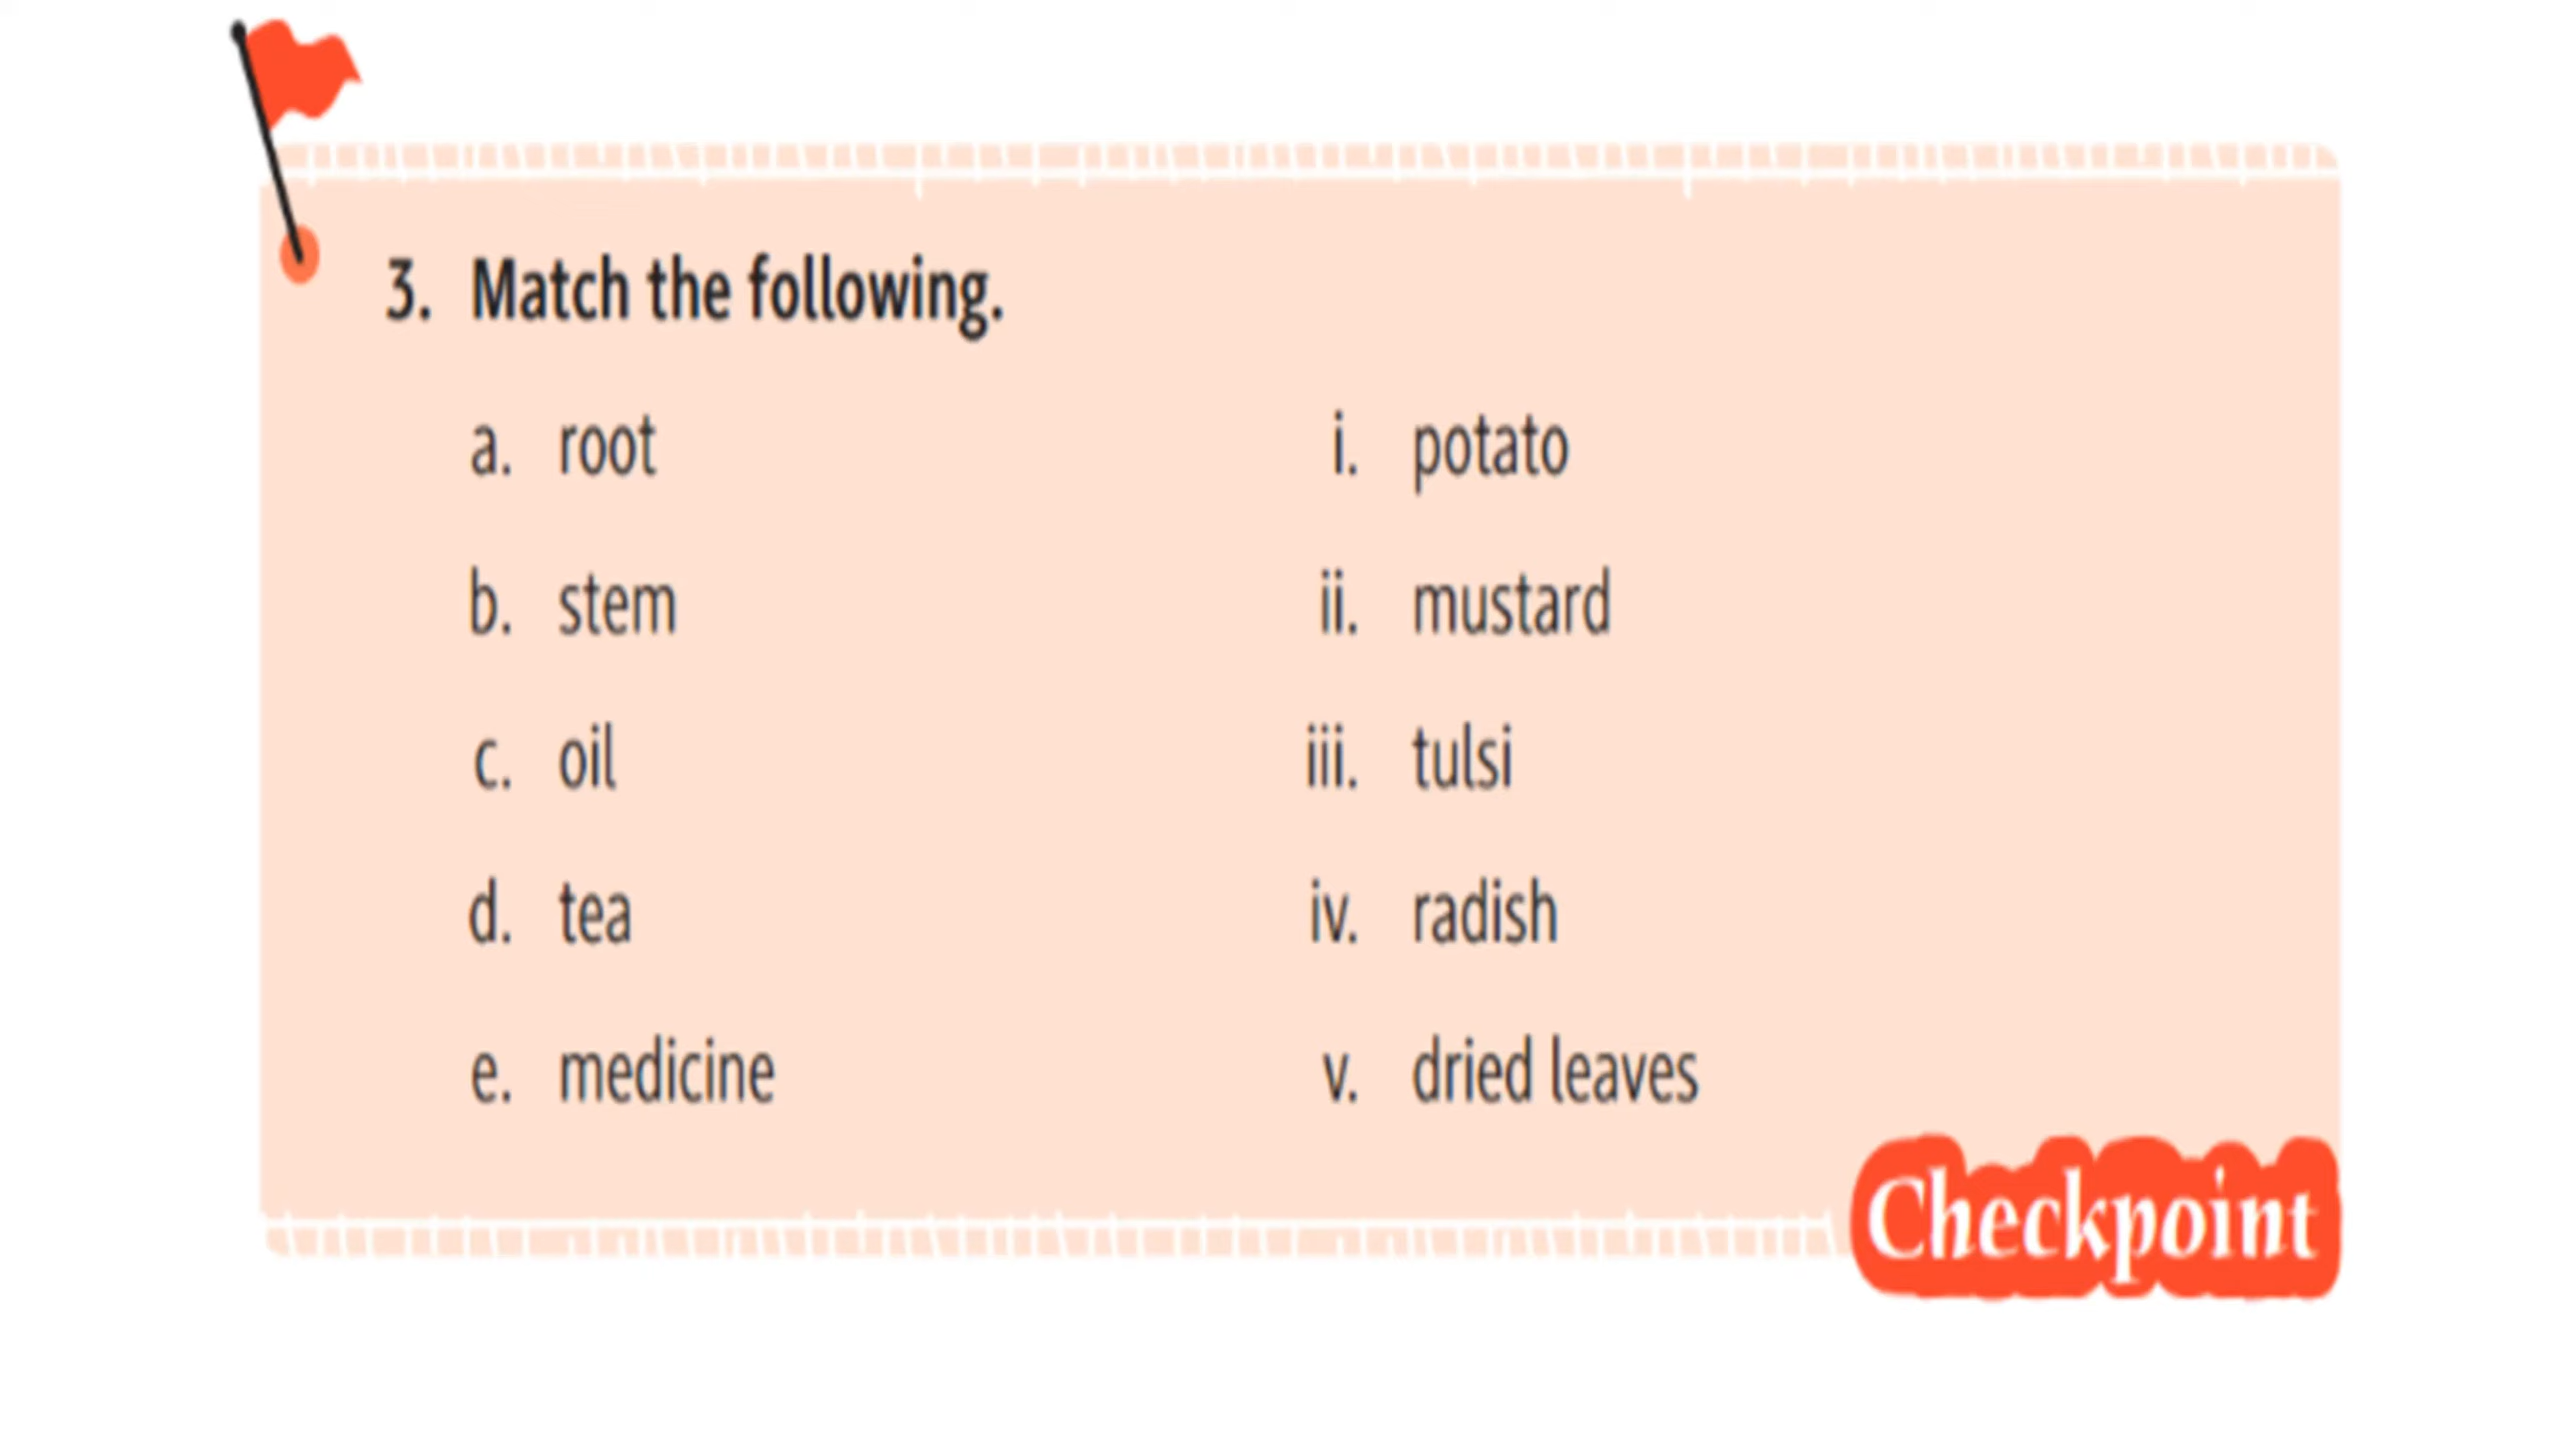 3. Match the following.
a. root i. potato
b. stem ii. mustard
c. oil iii. tulsi
d. tea iv. radish
e. medicine v. dried leaves
Checkpoint